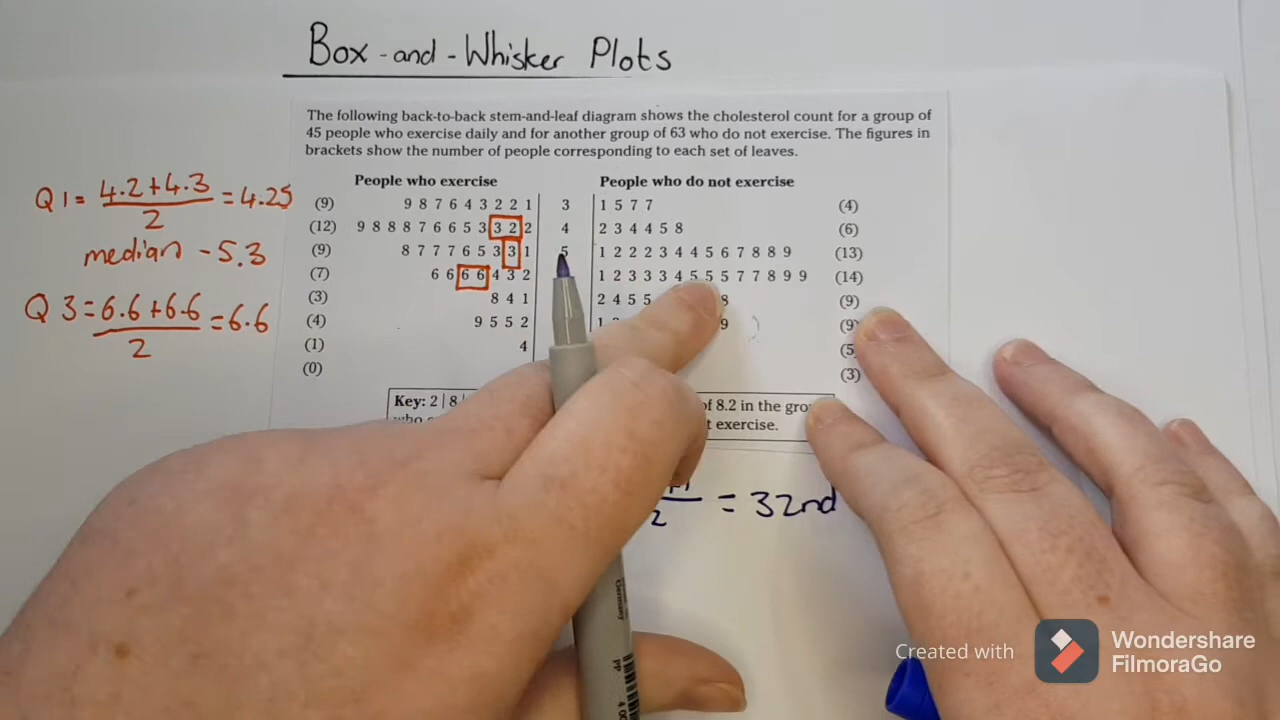 Box-and-Whisker Plots
The following back-to-back stem-and-leaf diagram shows the cholesterol count for a group of
45 people who exercise daily and for another group of 63 who do not exercise. The figures in
brackets show the number of people corresponding to each set of leaves.
People who exercise People who do not exercise
(9) 9 8 7 6 4 3 2 2 1 3 1 5 7 7 (4)
(12) 9 8 8 8 7 6 6 5 3 3 2 2 4 2 3 4 4 5 8 (6)
(9) 8 7 7 7 6 5 3 3 1 5 1 2 2 2 3 4 4 5 6 7 8 8 9 (13)
(7) 6 6 6 6 4 3 2 1 2 3 3 3 4 5 5 5 7 7 8 9 9 (14)
(3) 8 4 1 2 4 5 5 8 (9)
(4) 9 5 5 2 1 9 (9)
(1) 4 (5
(0) (3)
Key: 2 | 8 of 8.2 in the
exercise.
Q1 = 4.2+4.3 = 4.25
2
median - 5.3
Q3 = 6.6+6.6 = 6.6
2
+1
2 = 32nd
Germany
PP
Created with Wondershare
FilmoraGo